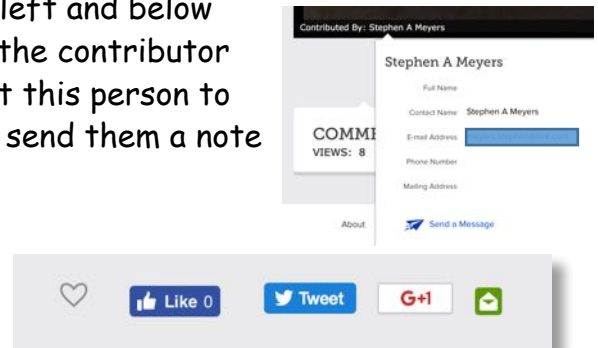 left and below
the contributor
t this person to
send them a note
Contributed By: Stephen A Meyers
Stephen A Meyers
Full Name
Contact Name Stephen A Meyers
E-mail Address
Phone Number
Mailing Address
Send a Message
COMME
VIEWS: 8
About
Like 0
Tweet
G+1